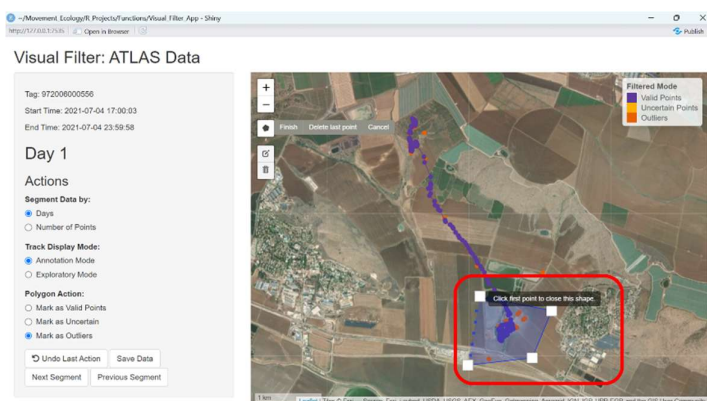 ~/Movement_Ecology/R_Projects/Functions/Visual_Filter_App - Shiny
Open in Browser
Publish
Visual Filter: ATLAS Data
Tag: 972006000556
Start Time: 2021-07-04 17:00:03
End Time: 2021-07-04 23:59:58
Day 1
Actions
Segment Data by:
Days
Number of Points
Track Display Mode:
Annotation Mode
Exploratory Mode
Polygon Action:
Mark as Valid Points
Mark as Uncertain
Mark as Outliers
Undo Last Action Save Data
Next Segment Previous Segment
+
−
Finish Delete last point Cancel
Filtered Mode
Valid Points
Uncertain Points
Outliers
Click first point to close this shape.
1 km
Leaflet